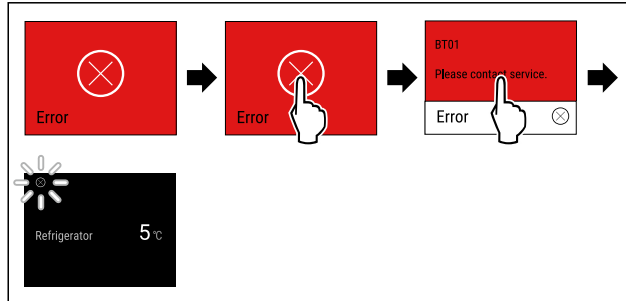 Error
Error
BT01
Please contact service.
Error
Refrigerator 5 °C